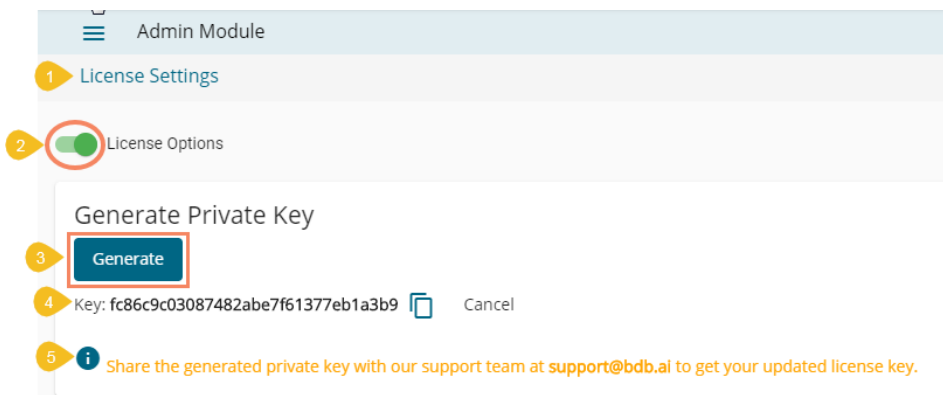 Admin Module
1 License Settings
2 License Options
Generate Private Key
3 Generate
4 Key: fc86c9c03087482abe7f61377eb1a3b9 Cancel
5 i Share the generated private key with our support team at support@bdb.ai to get your updated license key.